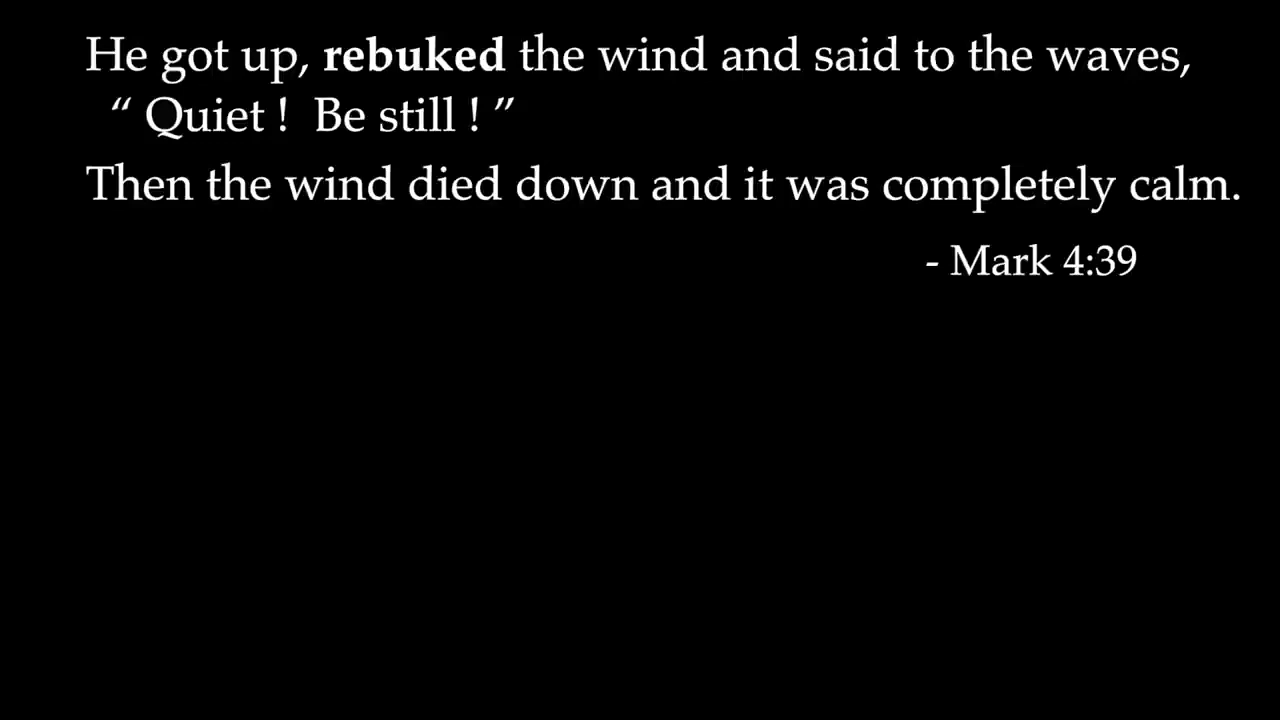 He got up, rebuked the wind and said to the waves,
“ Quiet !  Be still ! ”
Then the wind died down and it was completely calm.
- Mark 4:39